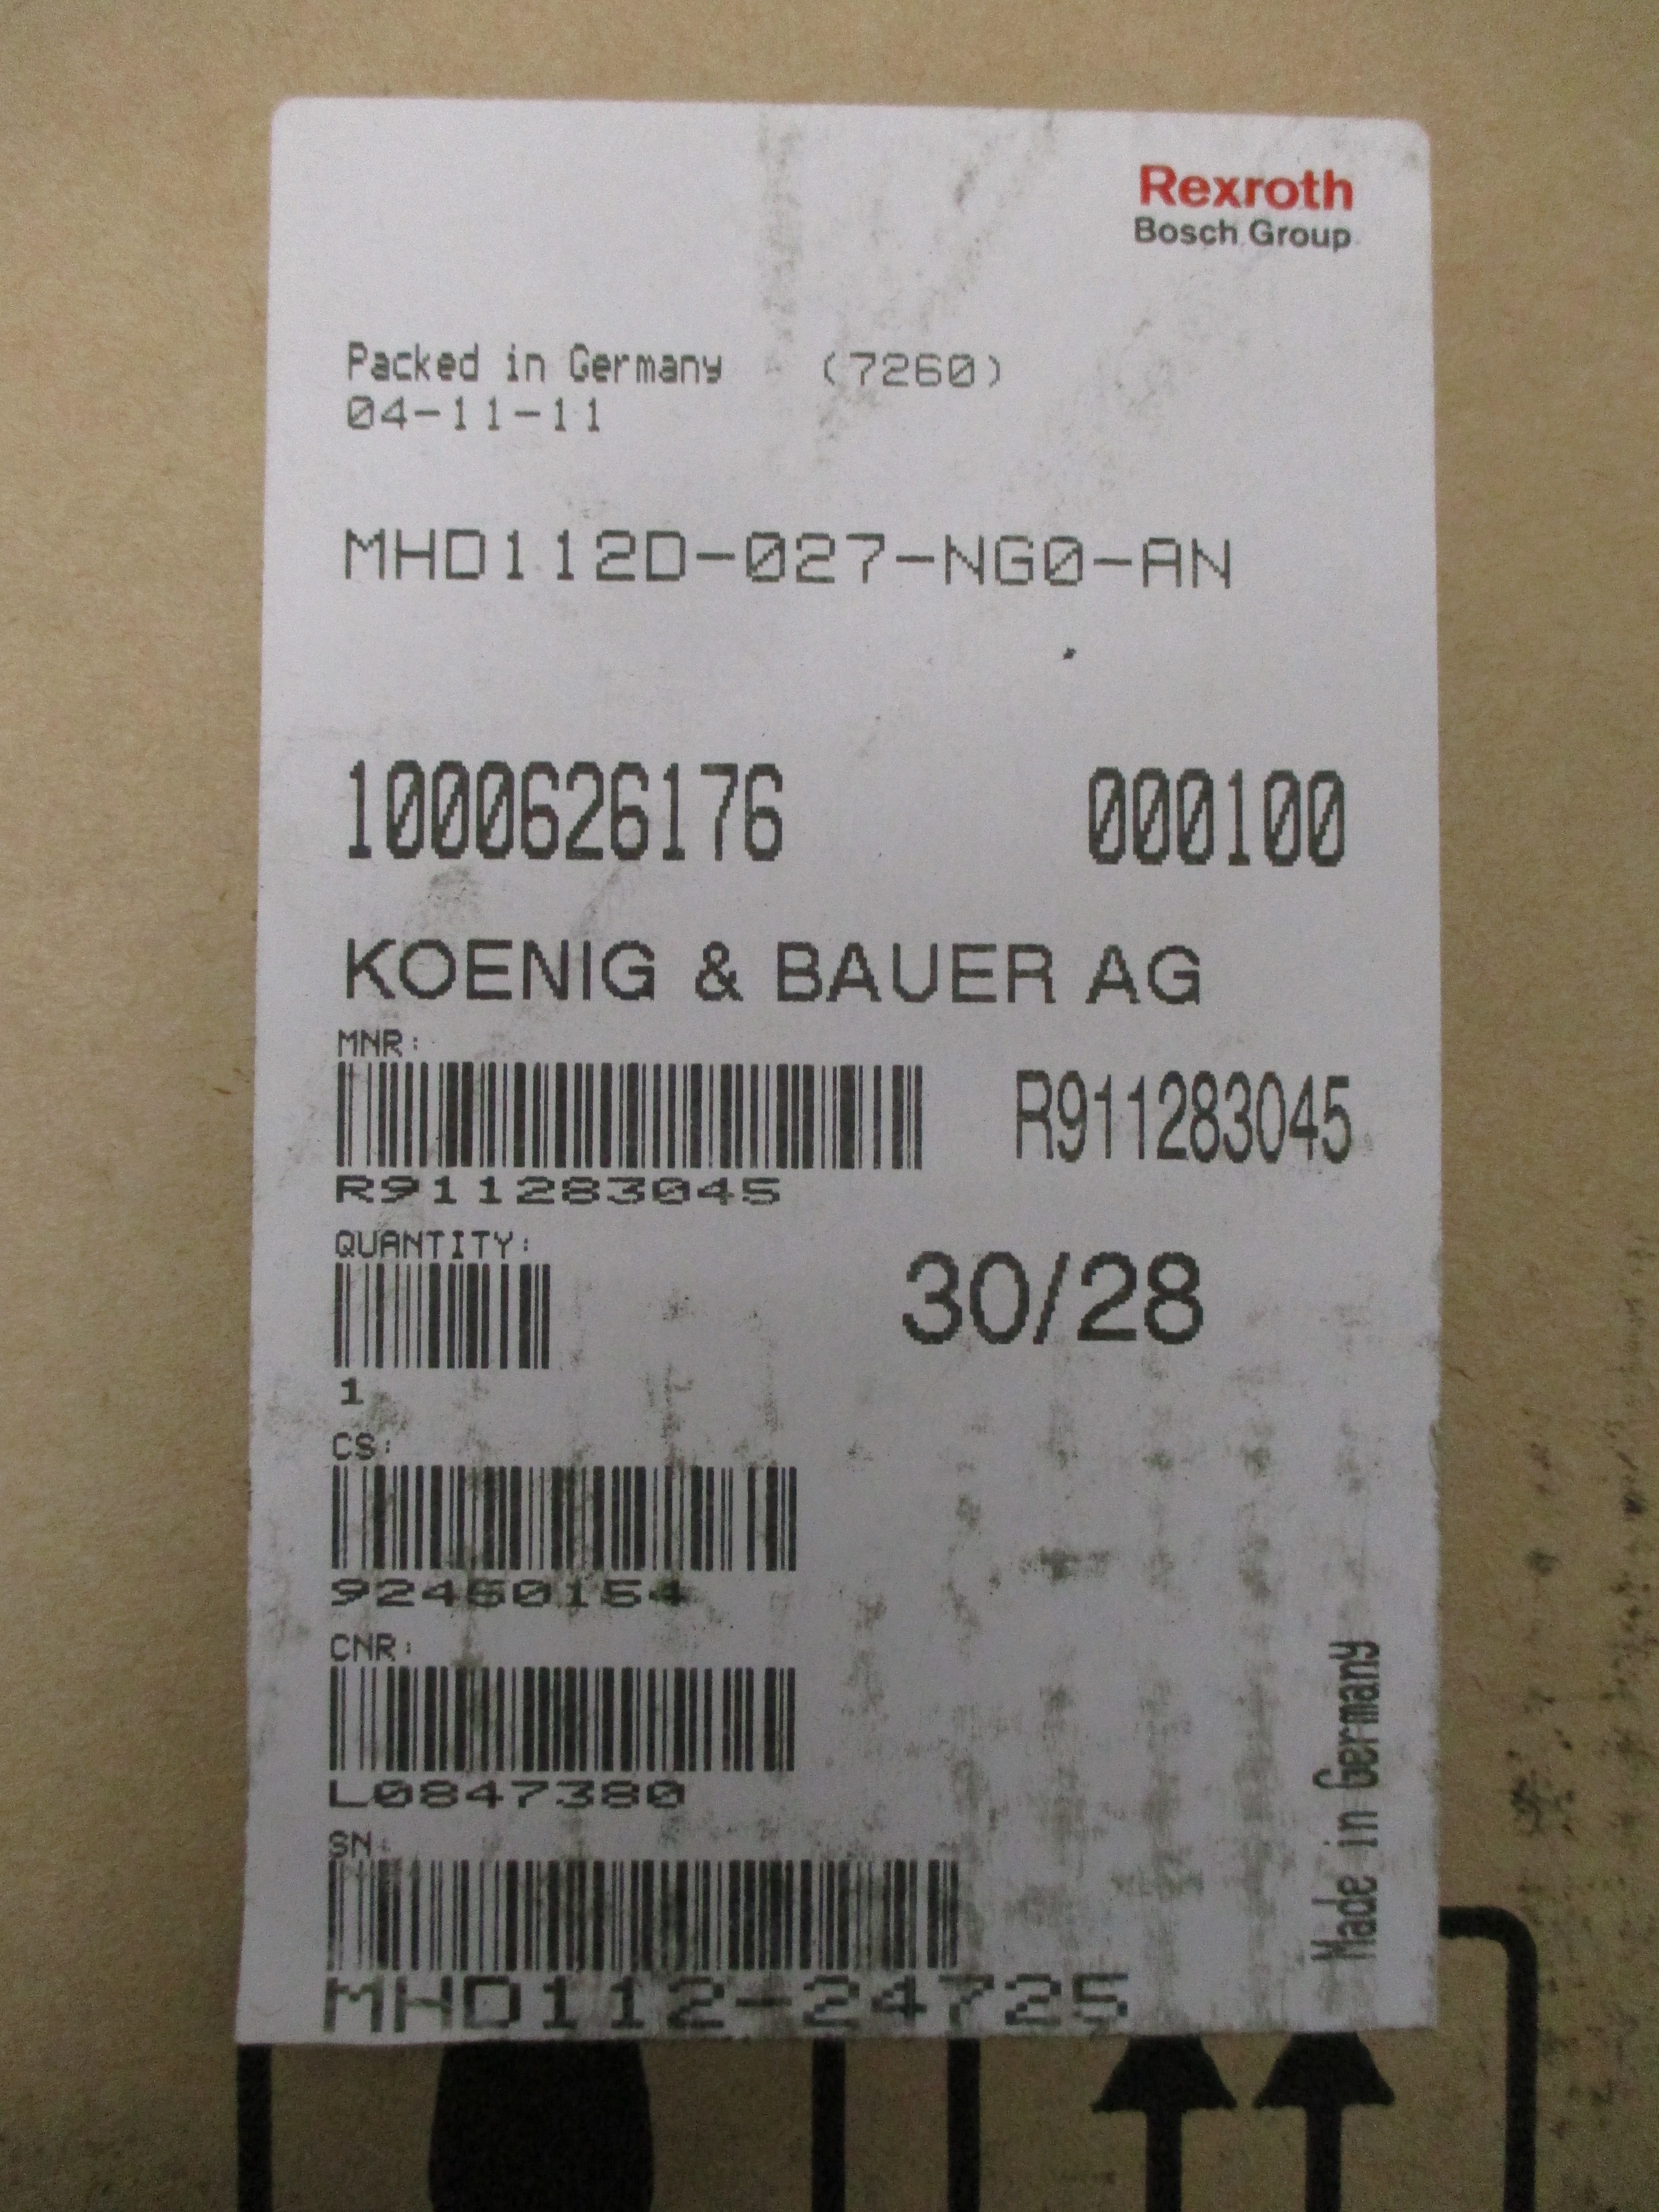 Rexroth
Bosch Group
Packed in Germany (7260)
04-11-11
MHD112D-027-NG0-AN
1000626176 000100
KOENIG & BAUER AG
MNR:
R911283045
R911283045
QUANTITY:
30/28
1
CS:
92450154
CNR:
L0847380
SN:
MHD112-24725
Made in Germany